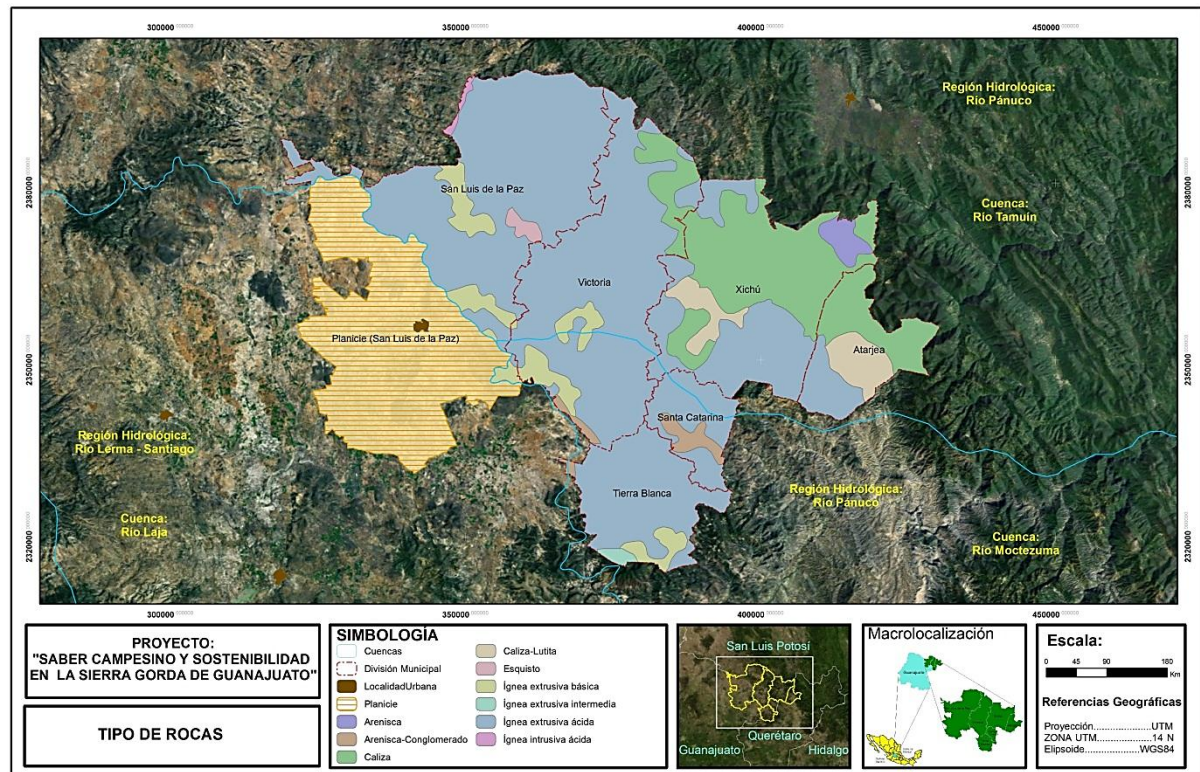 300000
350000
400000
450000
2380000
2350000
2320000
2380000
2350000
2320000
Región Hidrológica:
Río Pánuco
Cuenca:
Río Tamuín
San Luis de la Paz
Victoria
Xichú
Atarjea
Planicie (San Luis de la Paz)
Santa Catarina
Tierra Blanca
Región Hidrológica:
Río Lerma - Santiago
Cuenca:
Río Laja
Región Hidrológica:
Río Pánuco
Cuenca:
Río Moctezuma
300000
350000
400000
450000
PROYECTO:
"SABER CAMPESINO Y SOSTENIBILIDAD
EN LA SIERRA GORDA DE GUANAJUATO"
TIPO DE ROCAS
SIMBOLOGÍA
Cuencas
División Municipal
LocalidadUrbana
Planicie
Arenisca
Arenisca-Conglomerado
Caliza
Caliza-Lutita
Esquisto
Ígnea extrusiva básica
Ígnea extrusiva intermedia
Ígnea extrusiva ácida
Ígnea intrusiva ácida
San Luis Potosí
Querétaro
Guanajuato
Hidalgo
Macrolocalización
Guanajuato
Escala:
0 45 90 180
Km
Referencias Geográficas
Proyección..............UTM
ZONA UTM..............14 N
Elipsoide..............WGS84